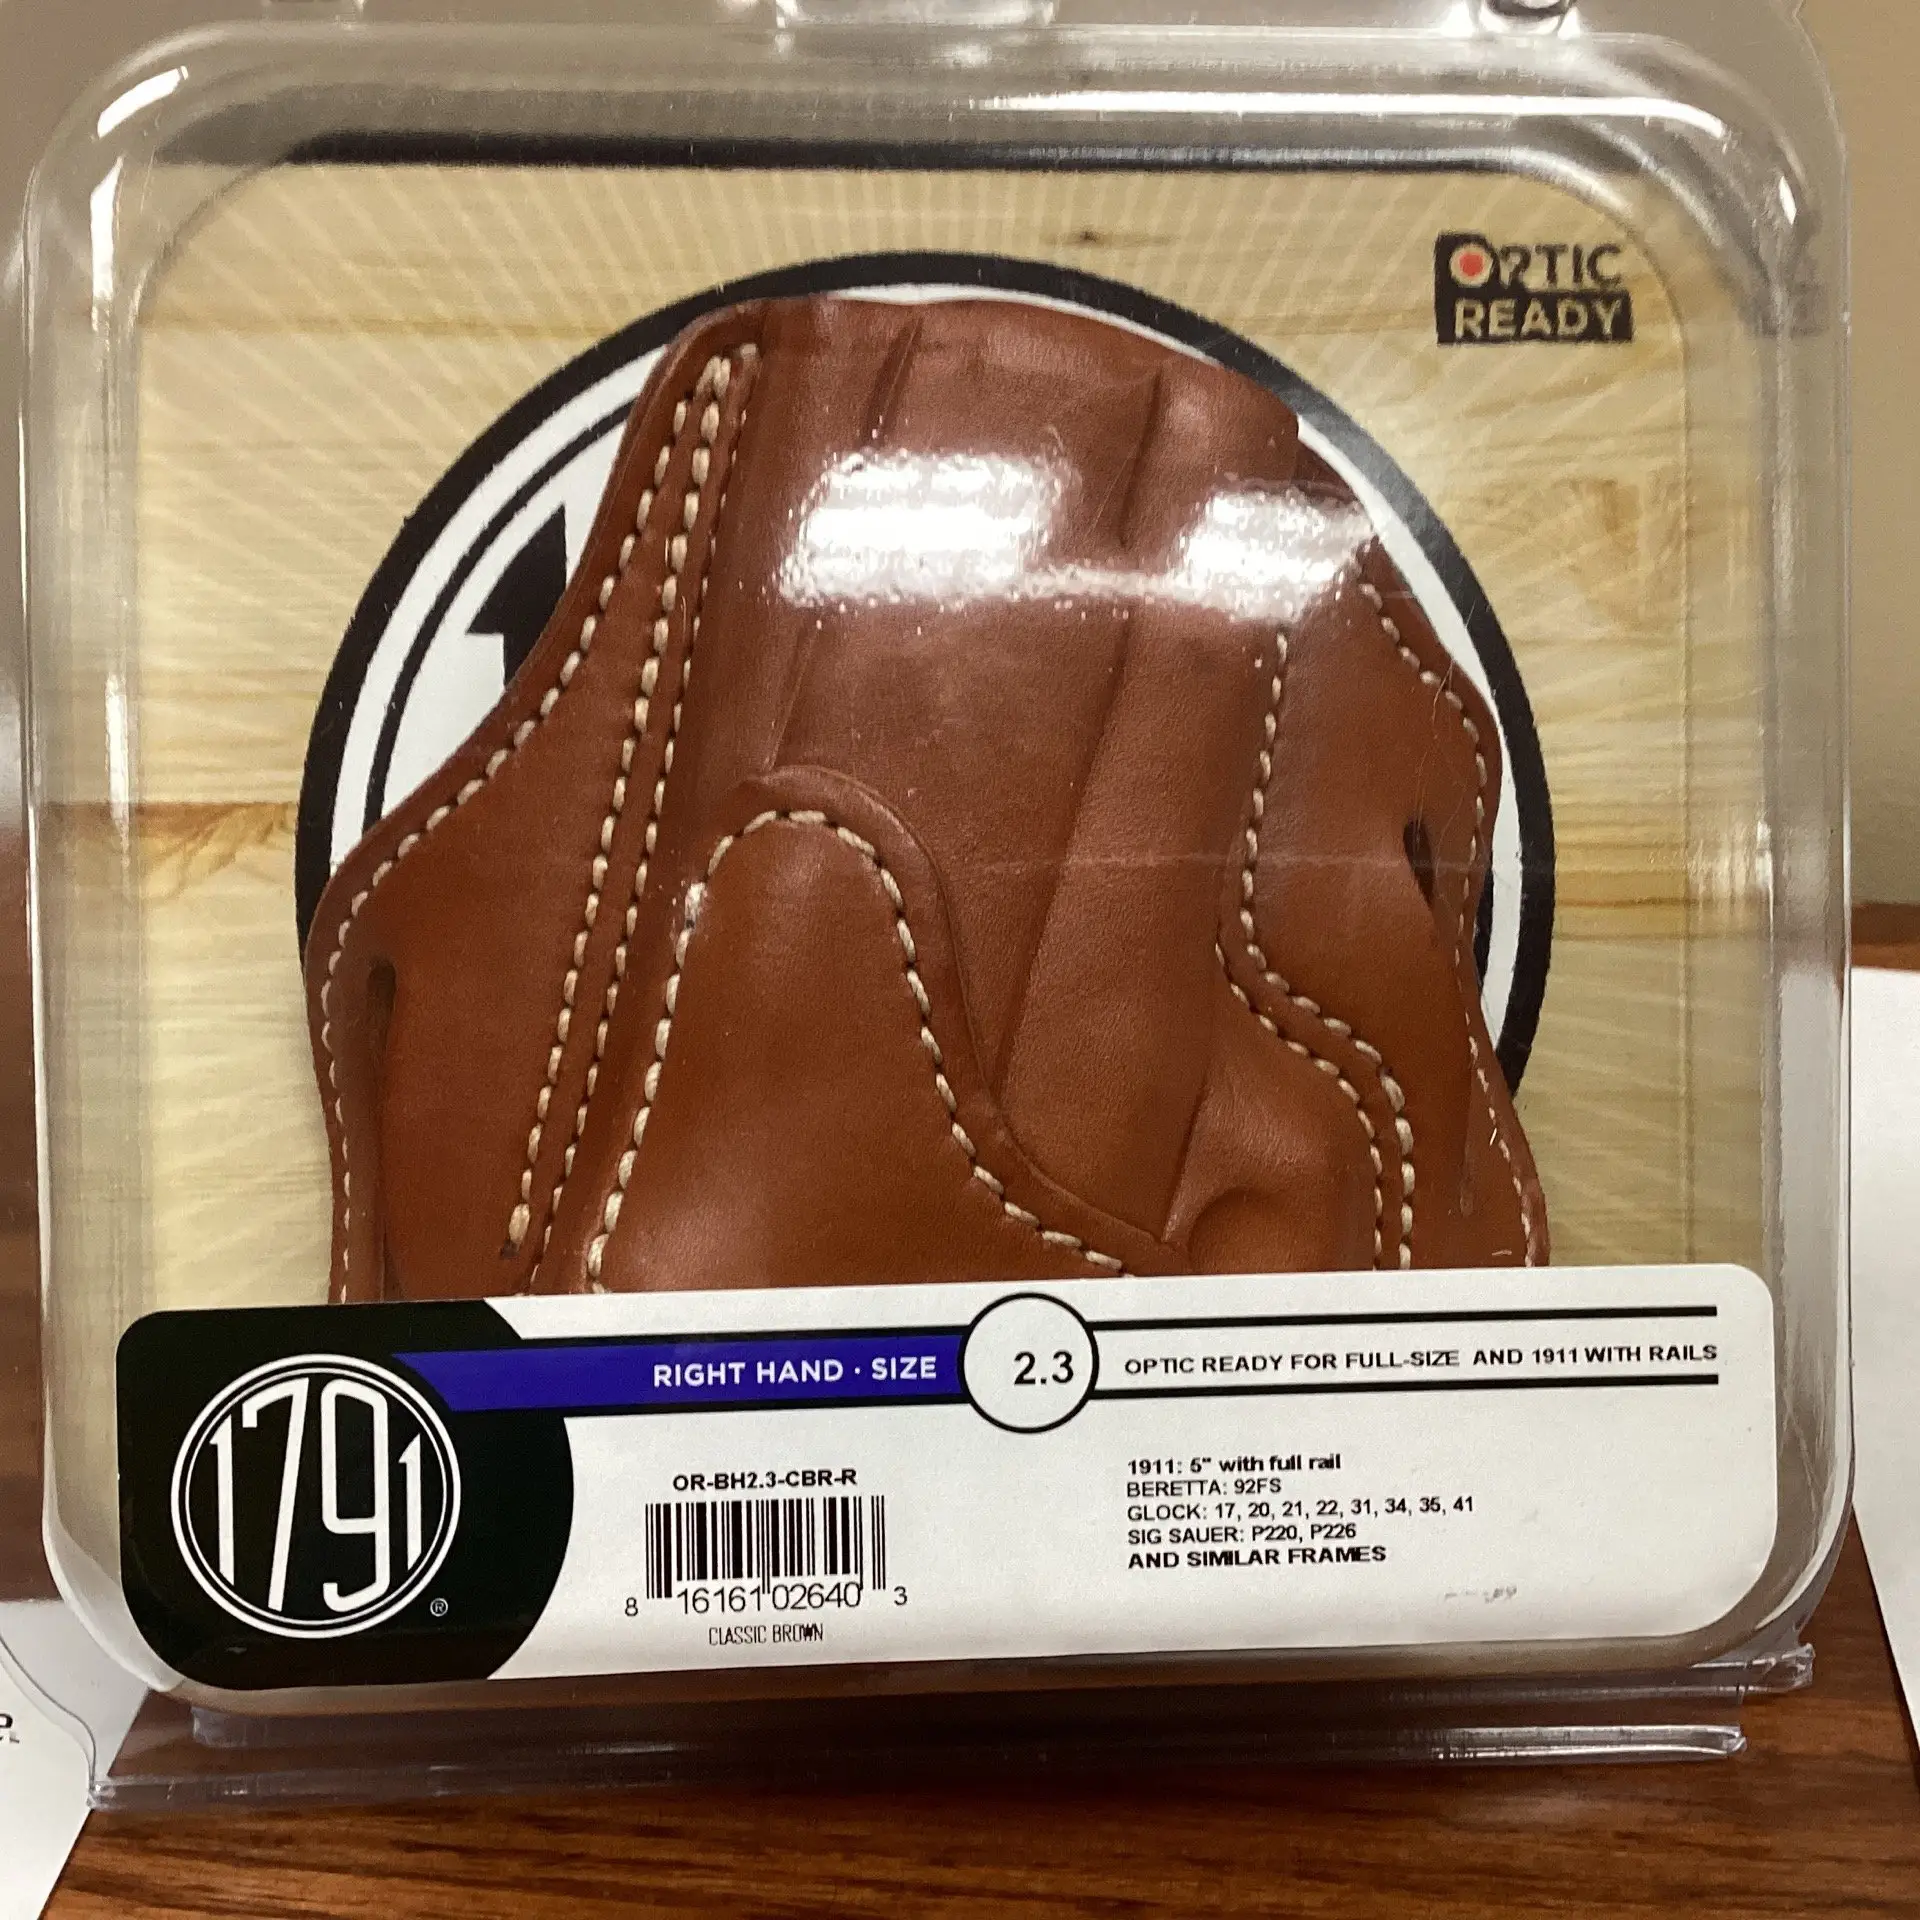 OPTIC
READY
RIGHT HAND · SIZE 2.3 OPTIC READY FOR FULL-SIZE AND 1911 WITH RAILS
1791
®
OR-BH2.3-CBR-R
8 16161 02640 3
CLASSIC BROWN
1911: 5" with full rail
BERETTA: 92FS
GLOCK: 17, 20, 21, 22, 31, 34, 35, 41
SIG SAUER: P220, P226
AND SIMILAR FRAMES